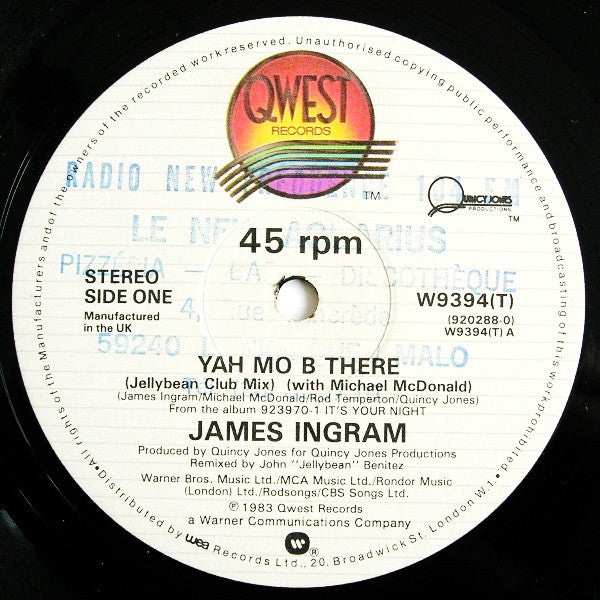 • All rights of the Manufacturers and of the owners of the recorded work reserved. Unauthorised copying public performance and broadcasting of this work prohibited.
QWEST
RECORDS
TM
RADIO NEW 104 FM
QUINCY JONES
PRODUCTIONS
TM
LE
45 rpm
PIZZÉRIA — — DISCOTHÈQUE
STEREO
SIDE ONE
Manufactured
in the UK
W9394(T)
(920288-0)
W9394(T) A
4, rue
59240 MALO
YAH MO B THERE
(Jellybean Club Mix) (with Michael McDonald)
(James Ingram/Michael McDonald/Rod Temperton/Quincy Jones)
From the album 923970-1 IT'S YOUR NIGHT
JAMES INGRAM
Produced by Quincy Jones for Quincy Jones Productions
Remixed by John "Jellybean" Benitez
Warner Bros. Music Ltd./MCA Music Ltd./Rondor Music
(London) Ltd./Rodsongs/CBS Songs Ltd.
℗ 1983 Qwest Records
a Warner Communications Company
W ®
• Distributed by wea Records Ltd., 20, Broadwick St. London W.1. •